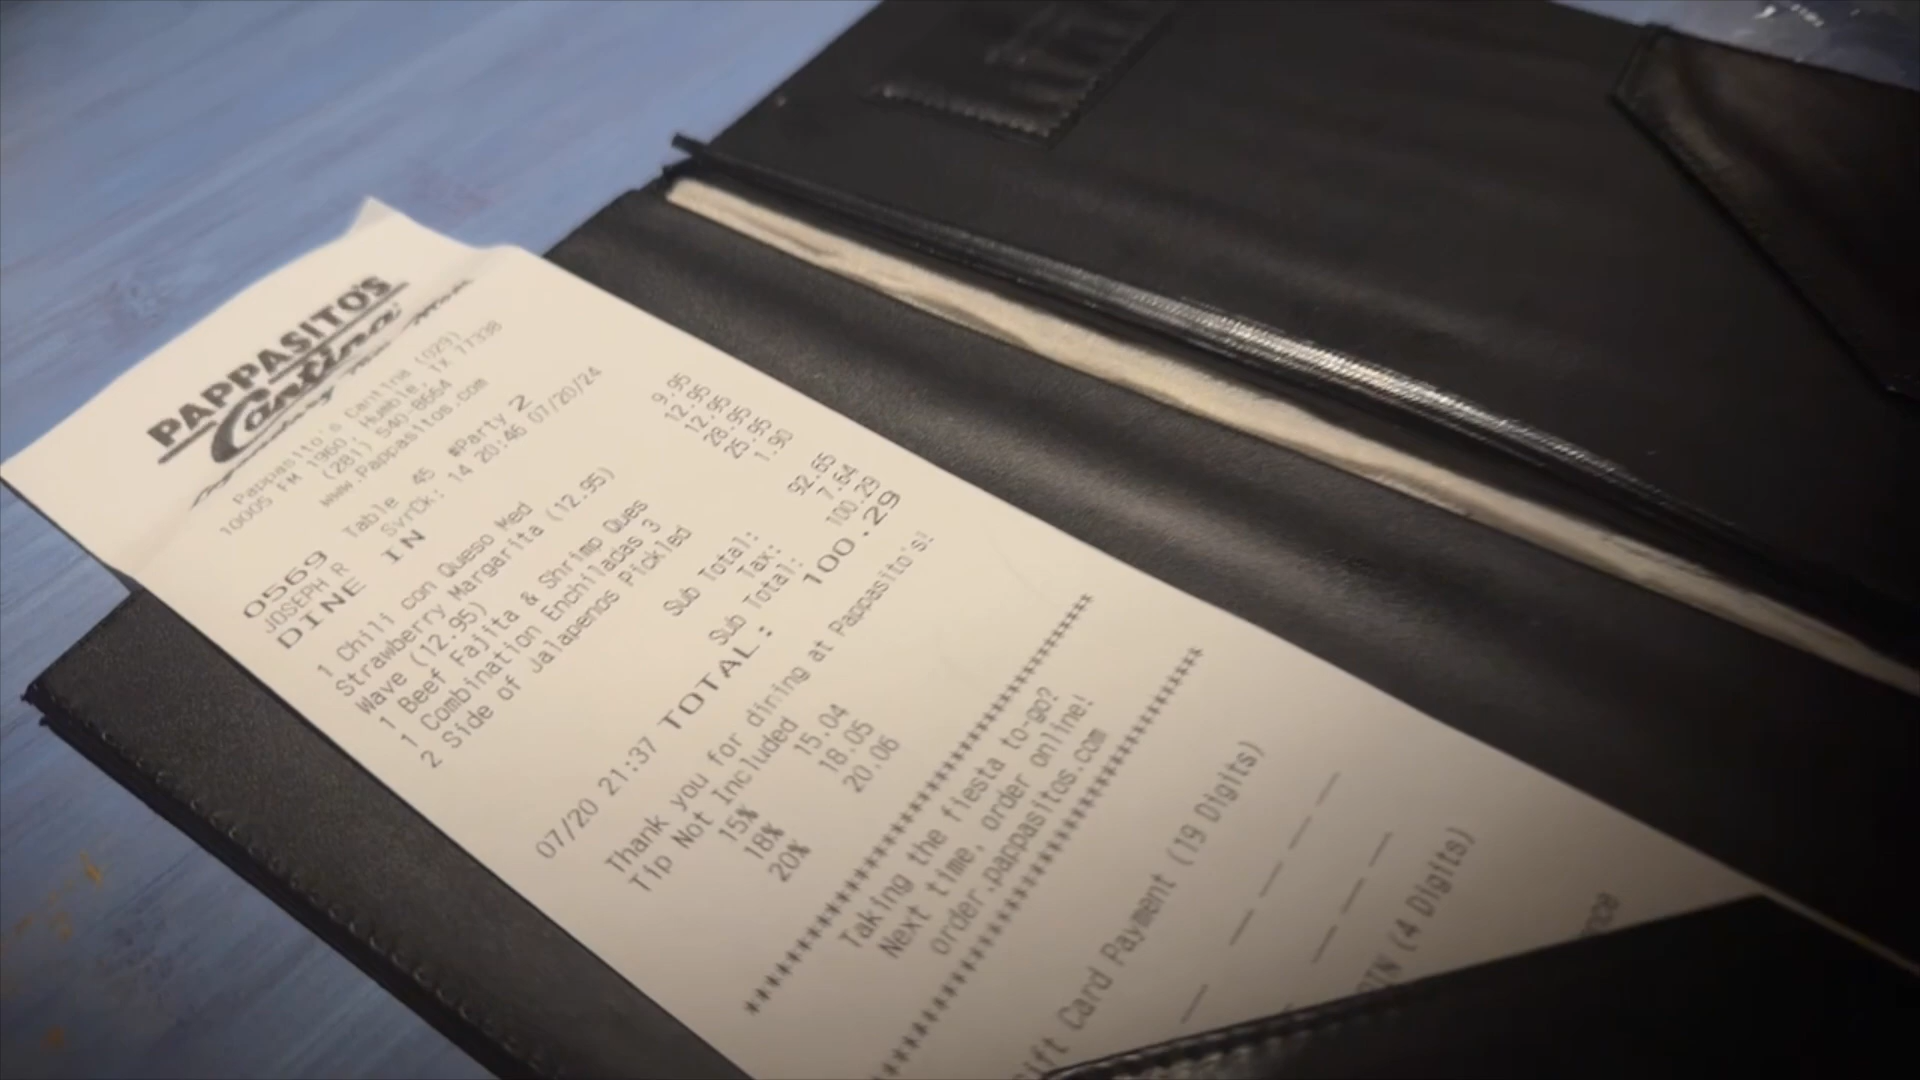 PAPPASITO'S
Cantina
Pappasito's Cantina (029)
10005 FM 1960, Humble, TX 77338
(281) 540-8664
www.Pappasitos.com
0569 Table 45 #Party 2
JOSEPH R SvrCk: 14 20:46 07/20/24
DINE IN
1 Chili con Queso Med 9.95
Strawberry Margarita (12.95) 12.95
Wave (12.95) 12.95
1 Beef Fajita & Shrimp Ques 28.95
1 Combination Enchiladas 3 25.95
2 Side of Jalapenos Pickled 1.90
Sub Total: 92.65
Tax: 7.64
Sub Total: 100.29
07/20 21:37 TOTAL: 100.29
Thank you for dining at Pappasito's!
Tip Not Included
15% 15.04
18% 18.05
20% 20.06
****************************************
Taking the fiesta to-go?
Next time, order online!
order.pappasitos.com
****************************************
ift Card Payment (19 Digits)
PIN (4 Digits)